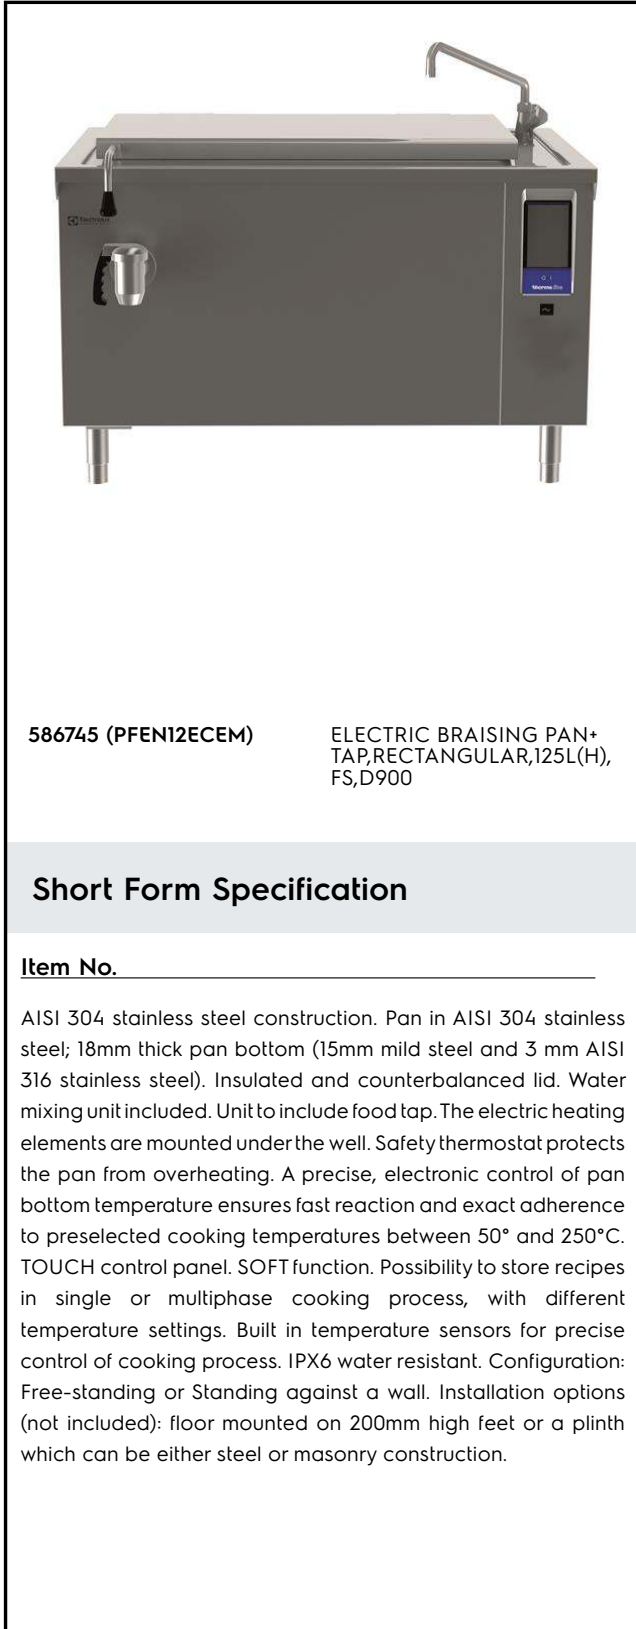 Electrolux
thermaline
586745 (PFEN12ECEM)
ELECTRIC BRAISING PAN+
TAP,RECTANGULAR,125L(H),
FS,D900
Short Form Specification
Item No.
AISI 304 stainless steel construction. Pan in AISI 304 stainless
steel; 18mm thick pan bottom (15mm mild steel and 3 mm AISI
316 stainless steel). Insulated and counterbalanced lid. Water
mixing unit included. Unit to include food tap. The electric heating
elements are mounted under the well. Safety thermostat protects
the pan from overheating. A precise, electronic control of pan
bottom temperature ensures fast reaction and exact adherence
to preselected cooking temperatures between 50° and 250°C.
TOUCH control panel. SOFT function. Possibility to store recipes
in single or multiphase cooking process, with different
temperature settings. Built in temperature sensors for precise
control of cooking process. IPX6 water resistant. Configuration:
Free-standing or Standing against a wall. Installation options
(not included): floor mounted on 200mm high feet or a plinth
which can be either steel or masonry construction.